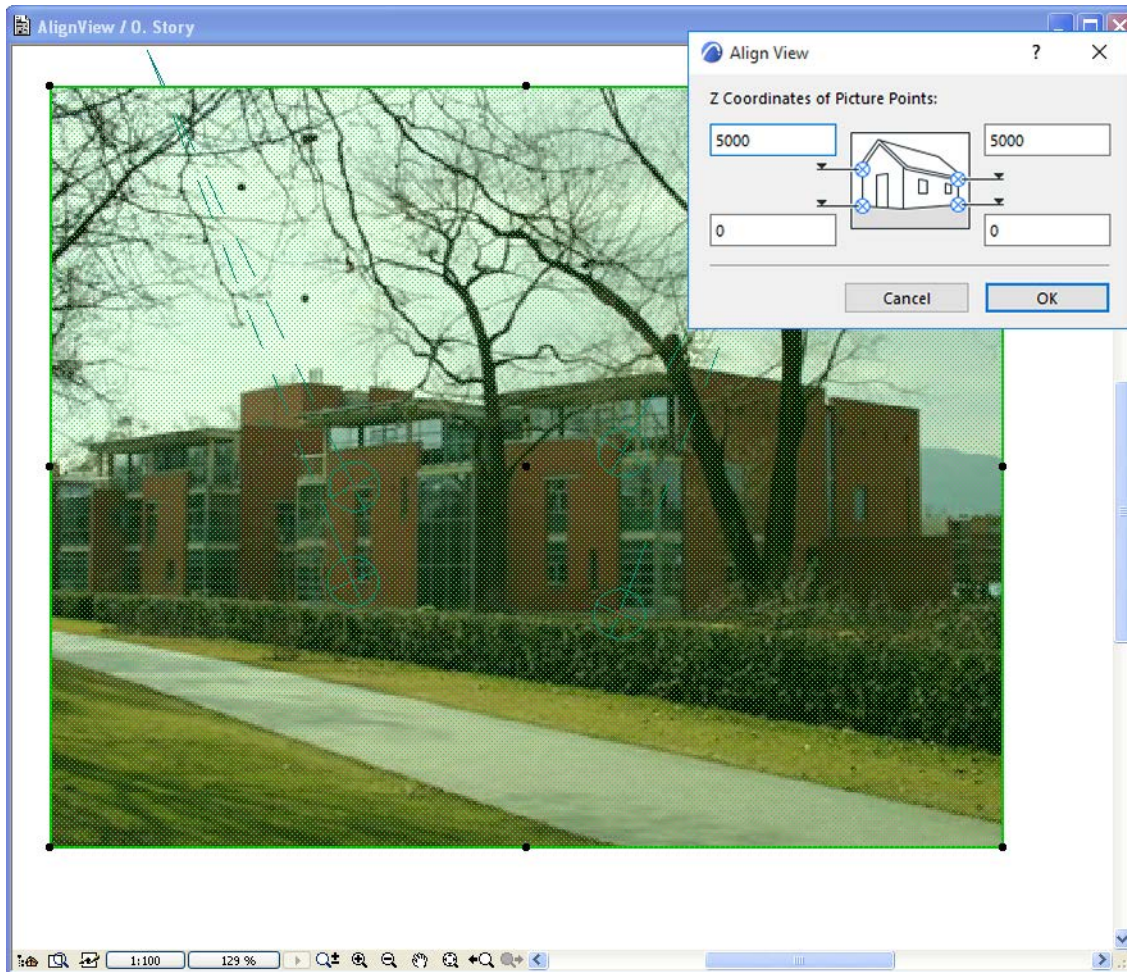 AlignView / 0. Story
Align View
?
Z Coordinates of Picture Points:
5000
5000
0
0
Cancel
OK
1:100
129 %